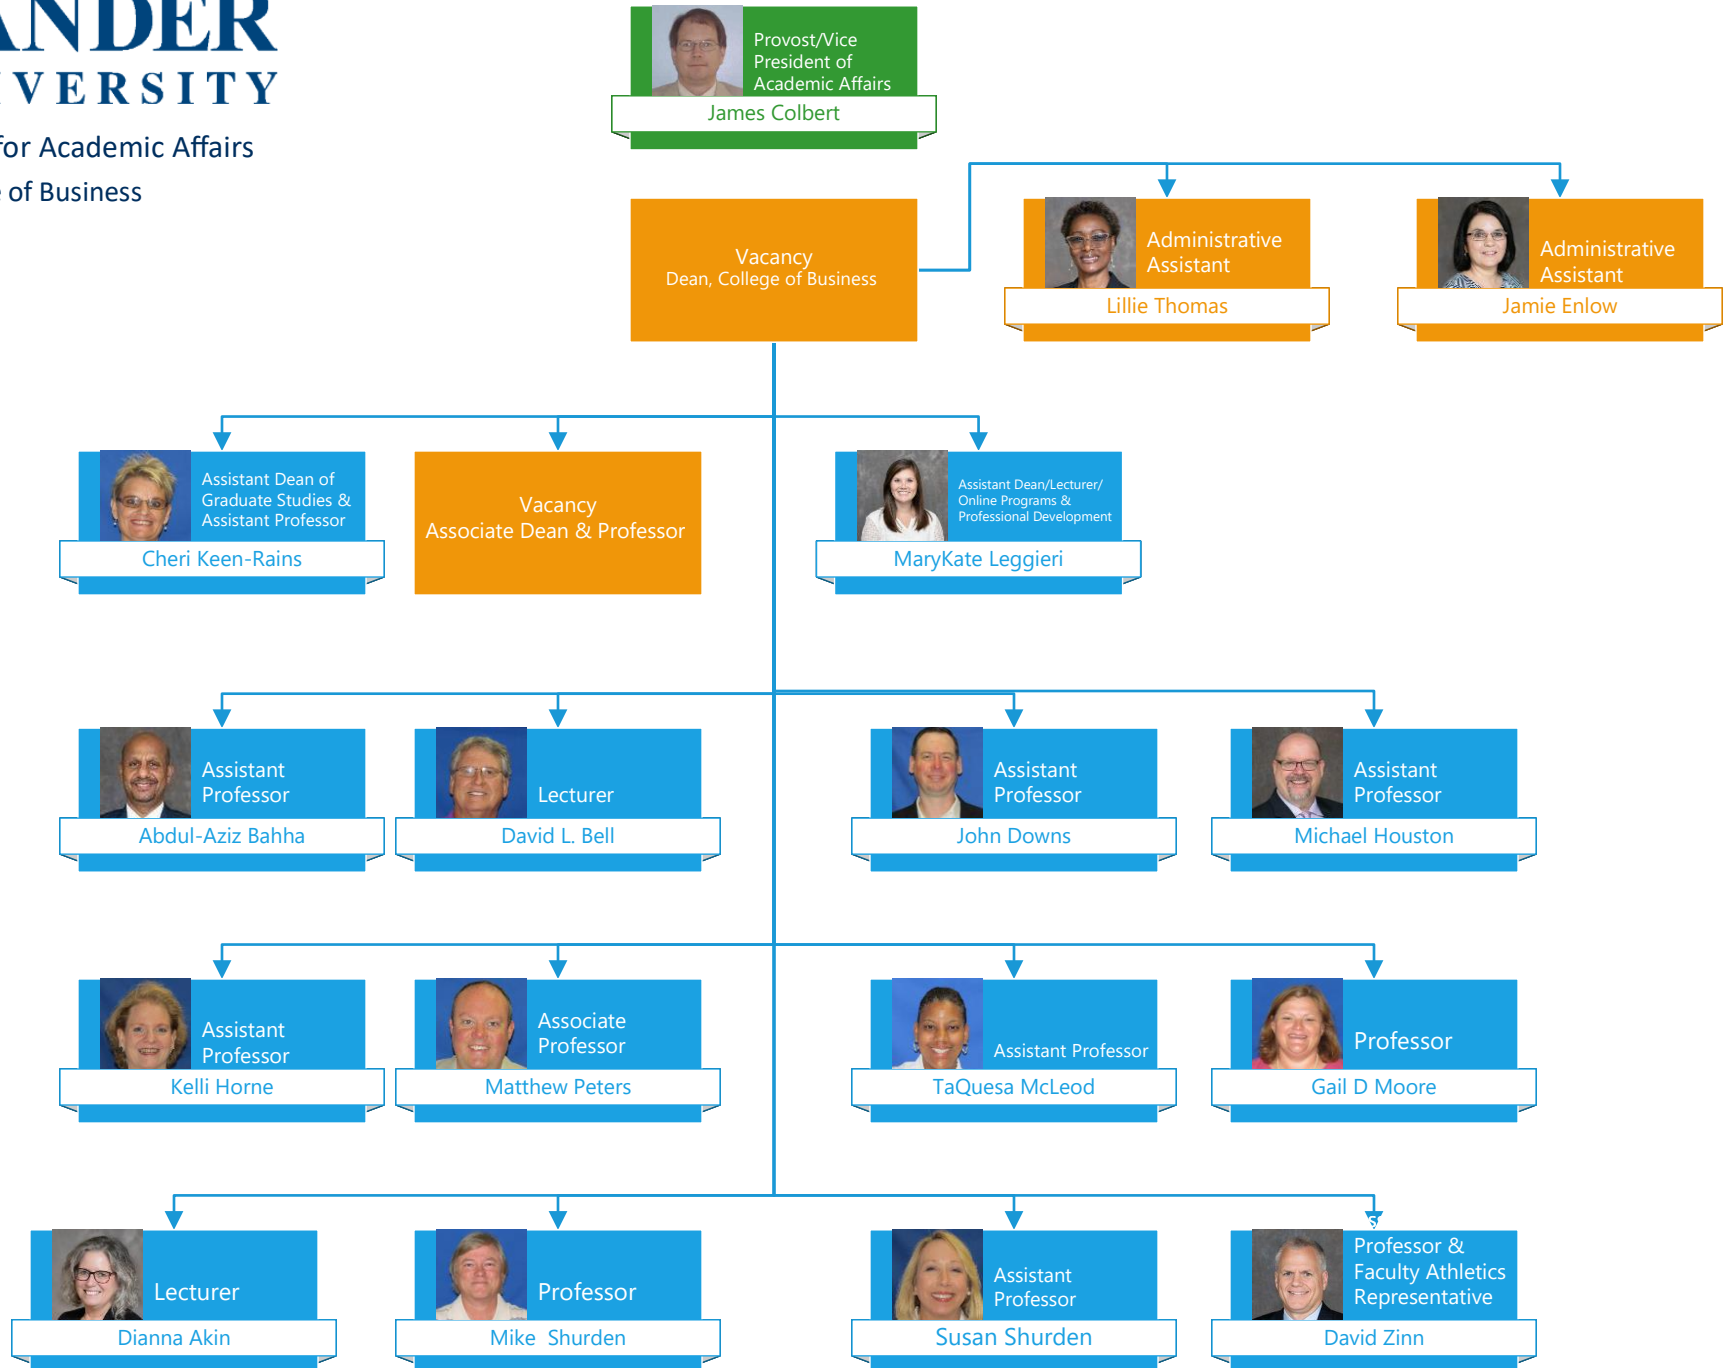 ANDER
IVERSITY
for Academic Affairs
of Business
Provost/Vice
President of
Academic Affairs
James Colbert
Vacancy
Dean, College of Business
Administrative
Assistant
Lillie Thomas
Administrative
Assistant
Jamie Enlow
Assistant Dean of
Graduate Studies &
Assistant Professor
Cheri Keen-Rains
Vacancy
Associate Dean & Professor
Assistant Dean/Lecturer/
Online Programs &
Professional Development
MaryKate Leggieri
Assistant
Professor
Abdul-Aziz Bahha
Lecturer
David L. Bell
Assistant
Professor
John Downs
Assistant
Professor
Michael Houston
Assistant
Professor
Kelli Horne
Associate
Professor
Matthew Peters
Assistant Professor
TaQuesa McLeod
Professor
Gail D Moore
Lecturer
Dianna Akin
Professor
Mike Shurden
Assistant
Professor
Susan Shurden
Professor &
Faculty Athletics
Representative
David Zinn